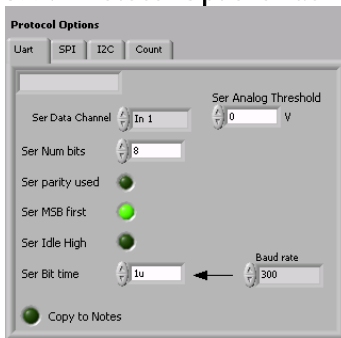 Protocol Options
Uart SPI I2C Count
Ser Analog Threshold
Ser Data Channel In 1 0 V
Ser Num bits 8
Ser parity used
Ser MSB first
Ser Idle High
Baud rate
Ser Bit time 1u 300
Copy to Notes